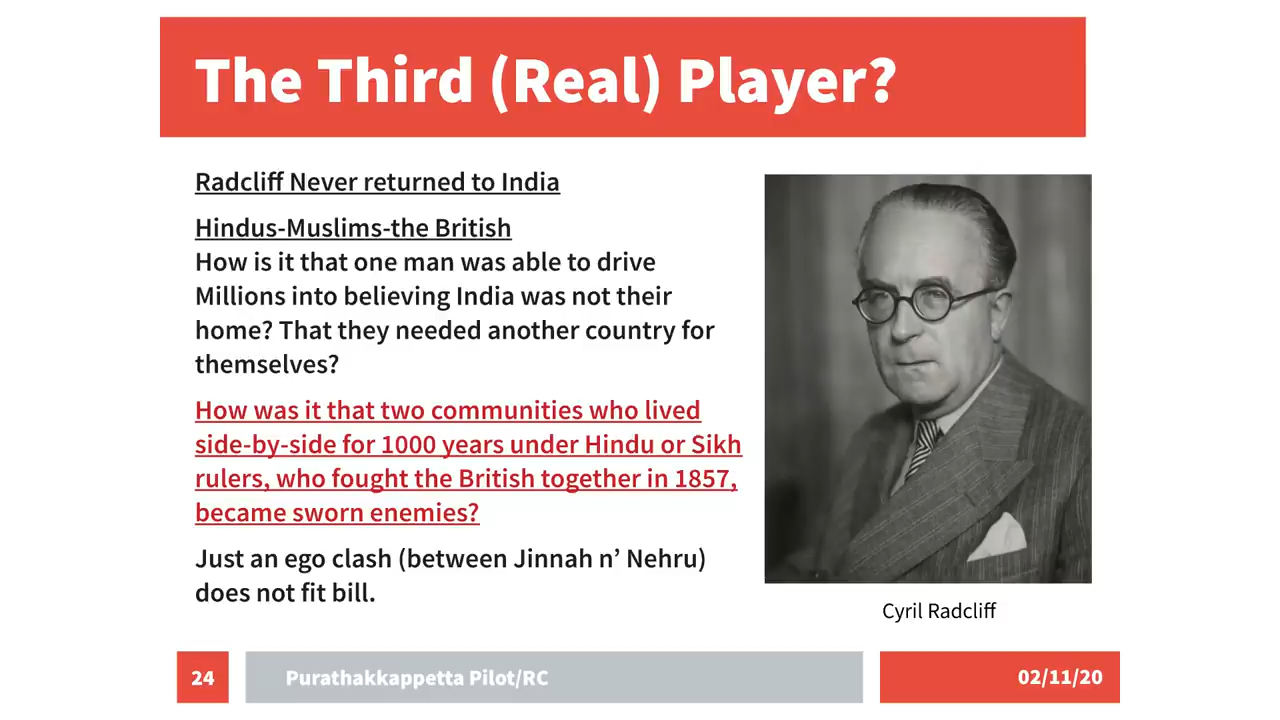 The Third (Real) Player?
Radcliff Never returned to India
Hindus-Muslims-the British
How is it that one man was able to drive
Millions into believing India was not their
home? That they needed another country for
themselves?
How was it that two communities who lived
side-by-side for 1000 years under Hindu or Sikh
rulers, who fought the British together in 1857,
became sworn enemies?
Just an ego clash (between Jinnah n’ Nehru)
does not fit bill.
Cyril Radcliff
24
Purathakkappetta Pilot/RC
02/11/20